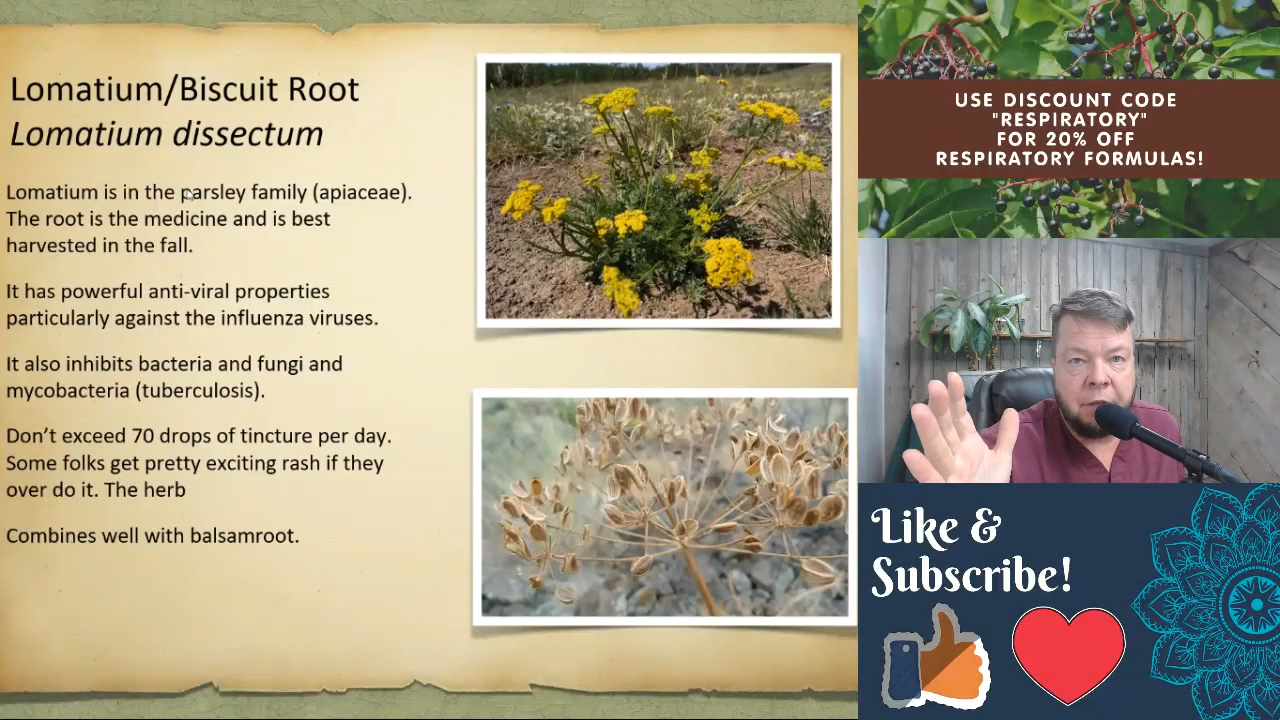 Lomatium/Biscuit Root
Lomatium dissectum
Lomatium is in the parsley family (apiaceae).
The root is the medicine and is best
harvested in the fall.
It has powerful anti-viral properties
particularly against the influenza viruses.
It also inhibits bacteria and fungi and
mycobacteria (tuberculosis).
Don’t exceed 70 drops of tincture per day.
Some folks get pretty exciting rash if they
over do it. The herb
Combines well with balsamroot.
USE DISCOUNT CODE
"RESPIRATORY"
FOR 20% OFF
RESPIRATORY FORMULAS!
Like &
Subscribe!